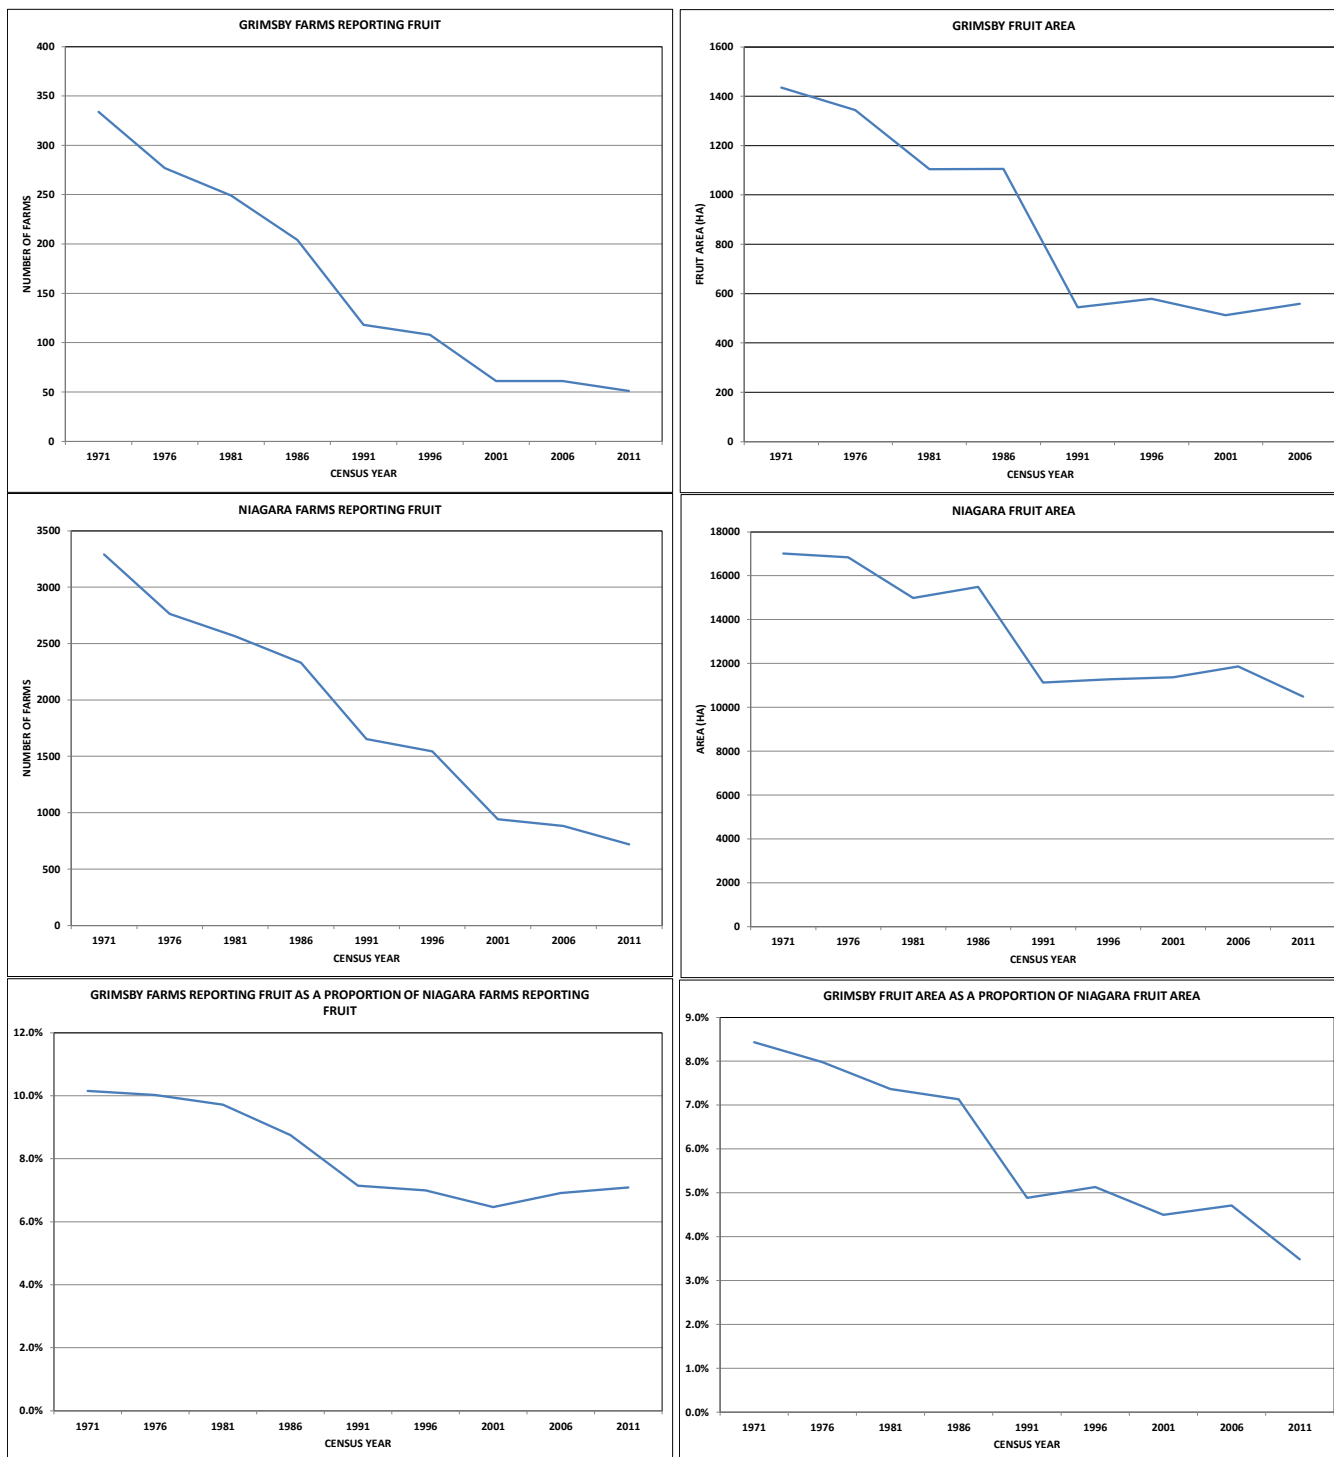 GRIMSBY FARMS REPORTING FRUIT
400
350
300
250
200
150
100
50
0
NUMBER OF FARMS
1971 1976 1981 1986 1991 1996 2001 2006 2011
CENSUS YEAR
GRIMSBY FRUIT AREA
1600
1400
1200
1000
800
600
400
200
0
FRUIT AREA (HA)
1971 1976 1981 1986 1991 1996 2001 2006
CENSUS YEAR
NIAGARA FARMS REPORTING FRUIT
3500
3000
2500
2000
1500
1000
500
0
NUMBER OF FARMS
1971 1976 1981 1986 1991 1996 2001 2006 2011
CENSUS YEAR
NIAGARA FRUIT AREA
18000
16000
14000
12000
10000
8000
6000
4000
2000
0
AREA (HA)
1971 1976 1981 1986 1991 1996 2001 2006 2011
CENSUS YEAR
GRIMSBY FARMS REPORTING FRUIT AS A PROPORTION OF NIAGARA FARMS REPORTING
FRUIT
12.0%
10.0%
8.0%
6.0%
4.0%
2.0%
0.0%
1971 1976 1981 1986 1991 1996 2001 2006 2011
CENSUS YEAR
GRIMSBY FRUIT AREA AS A PROPORTION OF NIAGARA FRUIT AREA
9.0%
8.0%
7.0%
6.0%
5.0%
4.0%
3.0%
2.0%
1.0%
0.0%
1971 1976 1981 1986 1991 1996 2001 2006 2011
CENSUS YEAR